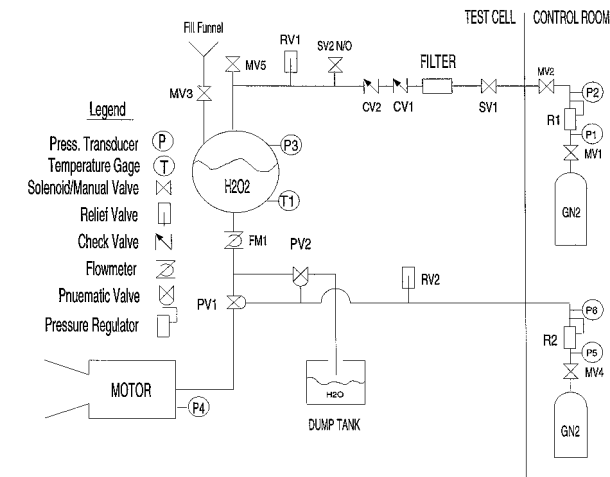 TEST CELL
CONTROL ROOM
Fill Funnel
RV1
SV2 N/O
MV5
FILTER
MV2
P2
MV3
CV2
CV1
SV1
R1
P1
MV1
Legend
Press. Transducer P
Temperature Gage T
Solenoid/Manual Valve
Relief Valve
Check Valve
Flowmeter
Pnuematic Valve
Pressure Regulator
P3
H2O2
T1
GN2
FM1
PV2
PV1
RV2
P6
R2
P5
MV4
MOTOR
P4
H2O
DUMP TANK
GN2